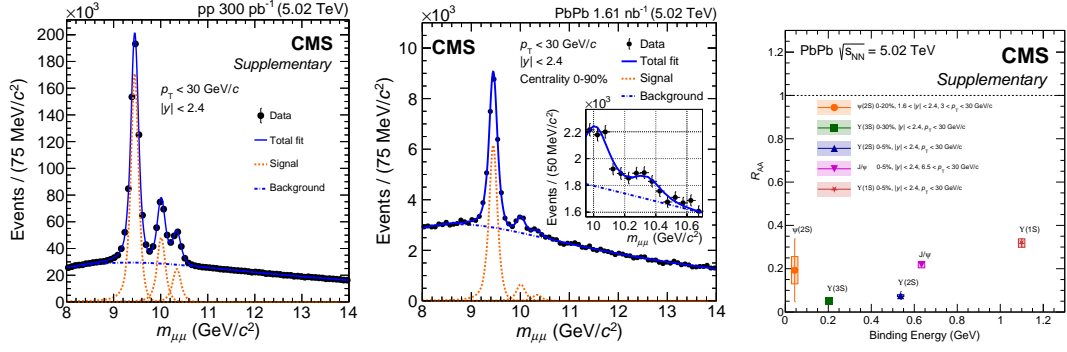 pp 300 pb⁻¹ (5.02 TeV)
×10³
CMS
Supplementary
p_T < 30 GeV/c
|y| < 2.4
Data
Total fit
Signal
Background
Events / (75 MeV/c²)
200
180
160
140
120
100
80
60
40
20
0
8 9 10 11 12 13 14
m_μμ (GeV/c²)
PbPb 1.61 nb⁻¹ (5.02 TeV)
×10³
CMS
p_T < 30 GeV/c
|y| < 2.4
Centrality 0-90%
Data
Total fit
Signal
Background
Events / (75 MeV/c²)
10
8
6
4
2
0
×10³
Events / (50 MeV/c²)
2.2
2
1.8
1.6
10 10.2 10.4 10.6
m_μμ (GeV/c²)
8 9 10 11 12 13 14
m_μμ (GeV/c²)
PbPb √s_NN = 5.02 TeV
CMS
Supplementary
ψ(2S) 0-20%, 1.6 < |y| < 2.4, 3 < p_T < 30 GeV/c
Υ(3S) 0-30%, |y| < 2.4, p_T < 30 GeV/c
Υ(2S) 0-5%, |y| < 2.4, p_T < 30 GeV/c
J/ψ 0-5%, |y| < 2.4, 6.5 < p_T < 30 GeV/c
Υ(1S) 0-5%, |y| < 2.4, p_T < 30 GeV/c
R_AA
1
0.8
0.6
0.4
0.2
0
ψ(2S)
Υ(3S)
Υ(2S)
J/ψ
Υ(1S)
0 0.2 0.4 0.6 0.8 1.0 1.2
Binding Energy (GeV)